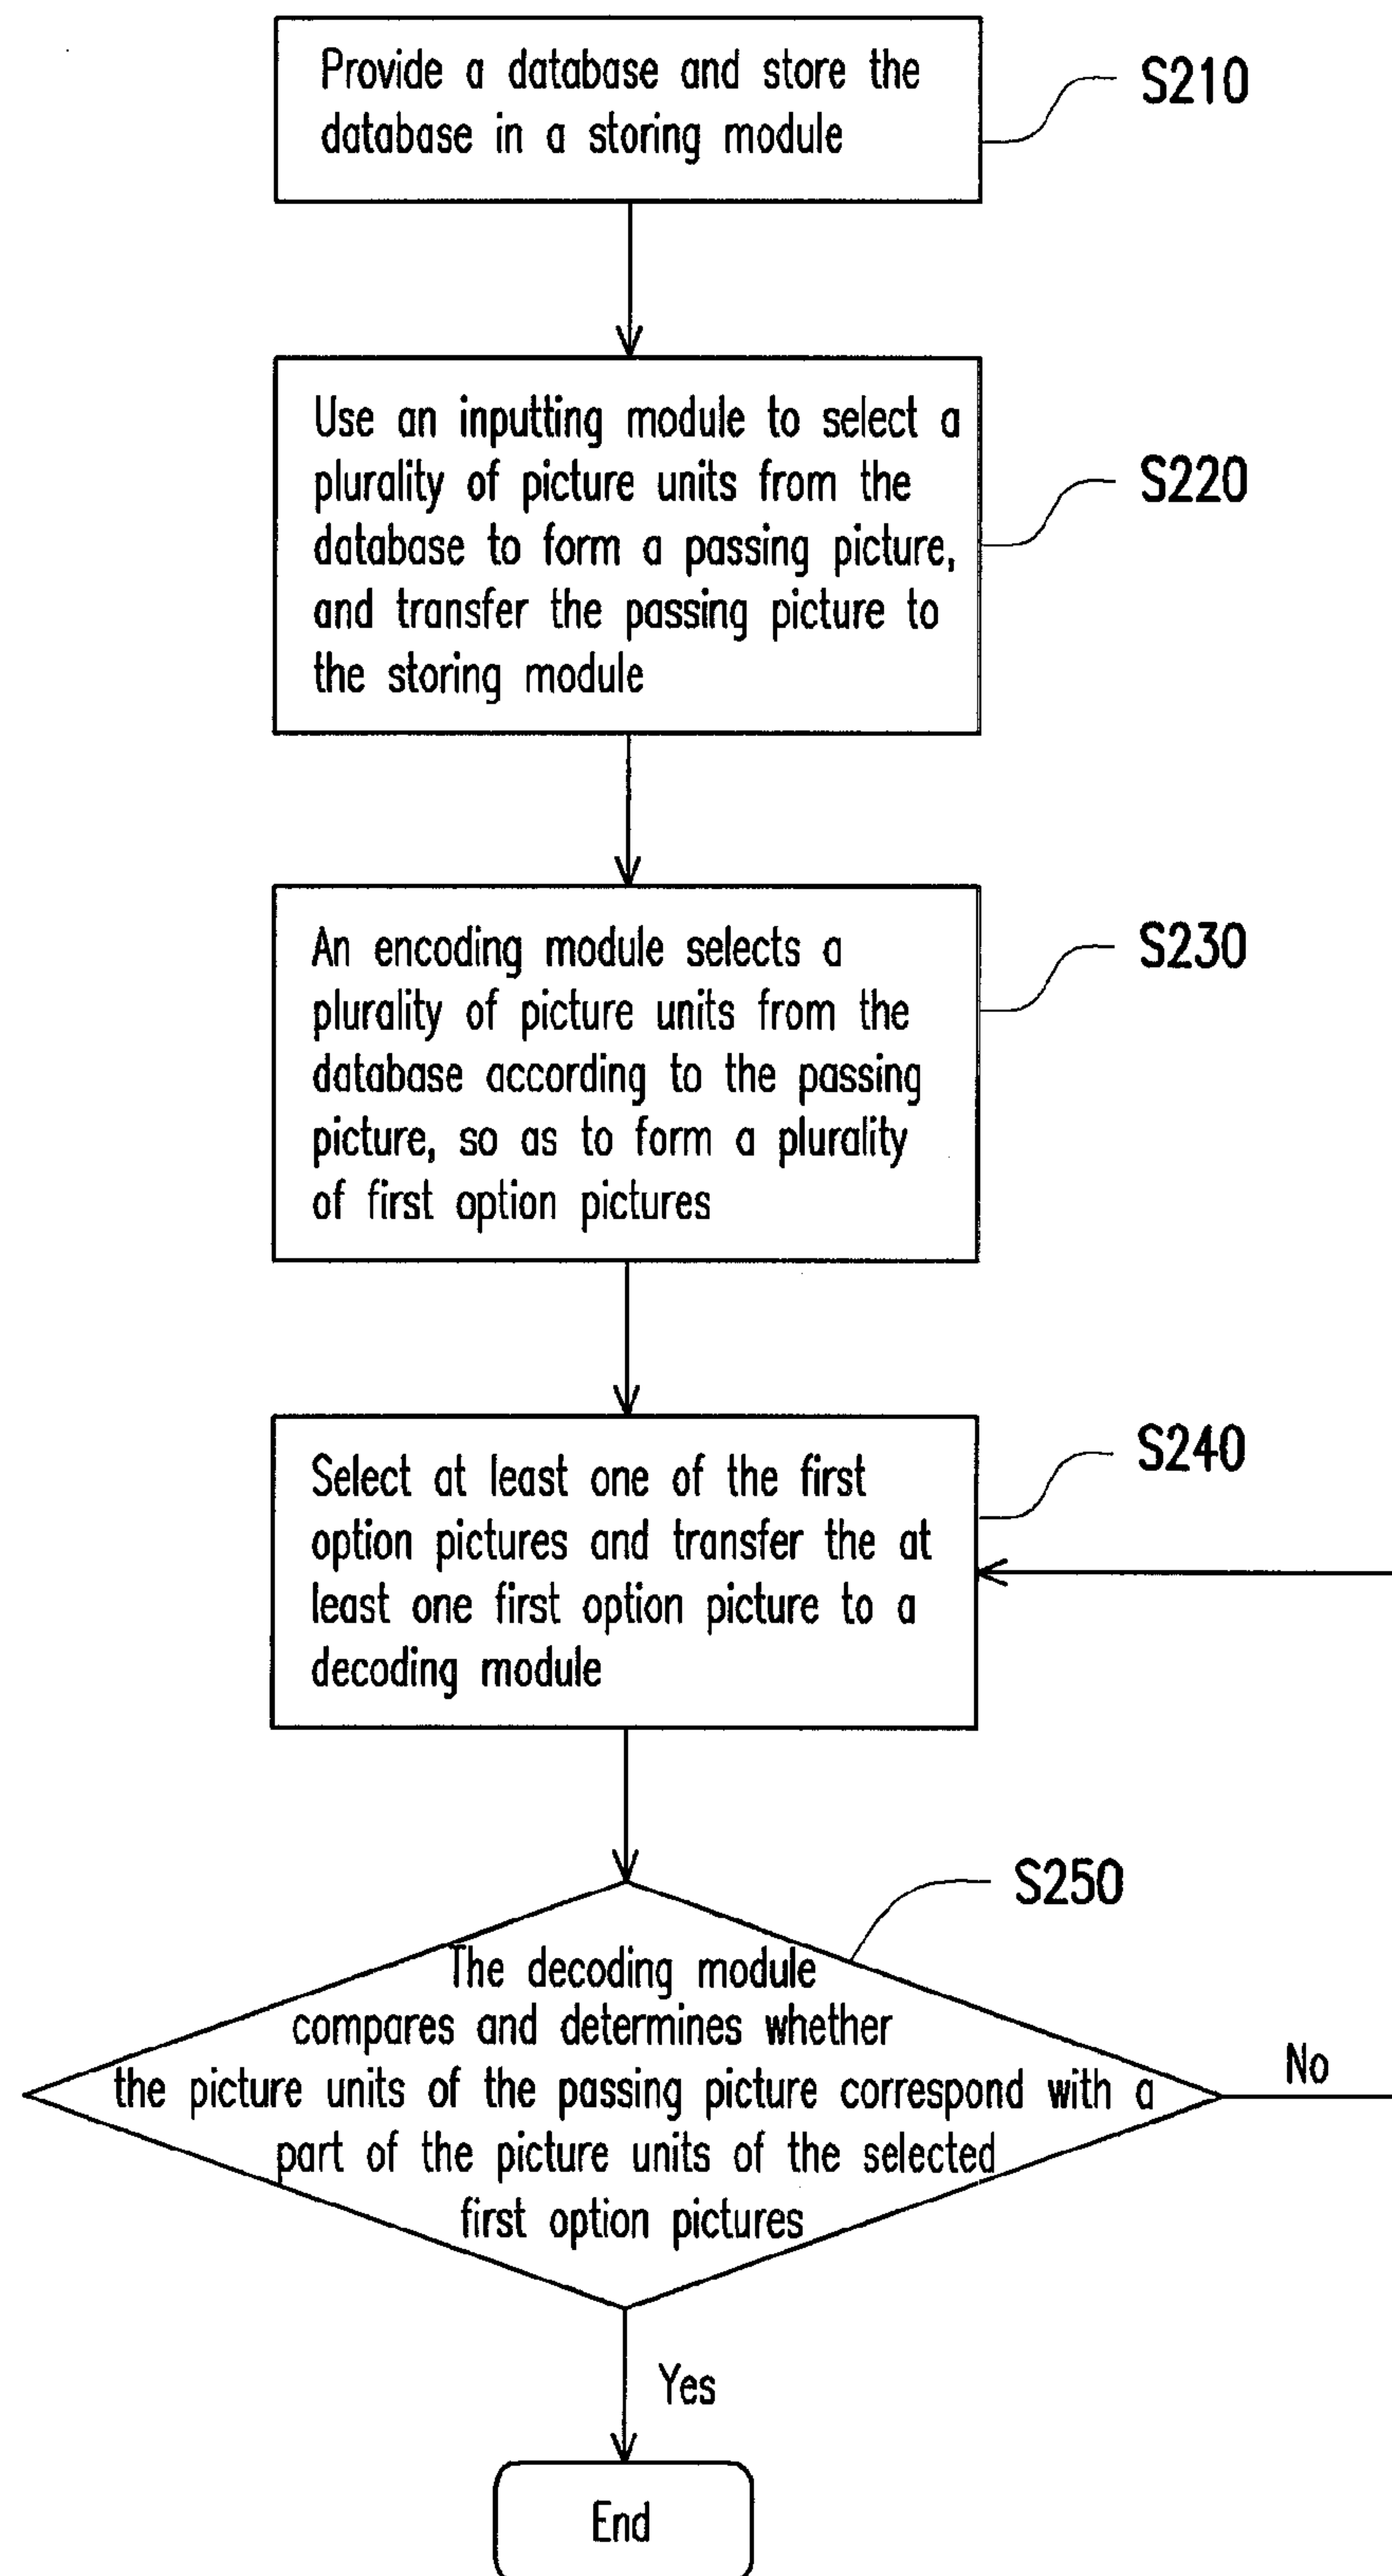 Provide a database and store the
database in a storing module
S210
Use an inputting module to select a
plurality of picture units from the
database to form a passing picture,
and transfer the passing picture to
the storing module
S220
An encoding module selects a
plurality of picture units from the
database according to the passing
picture, so as to form a plurality
of first option pictures
S230
Select at least one of the first
option pictures and transfer the at
least one first option picture to a
decoding module
S240
The decoding module
compares and determines whether
the picture units of the passing picture correspond with a
part of the picture units of the selected
first option pictures
S250
No
Yes
End